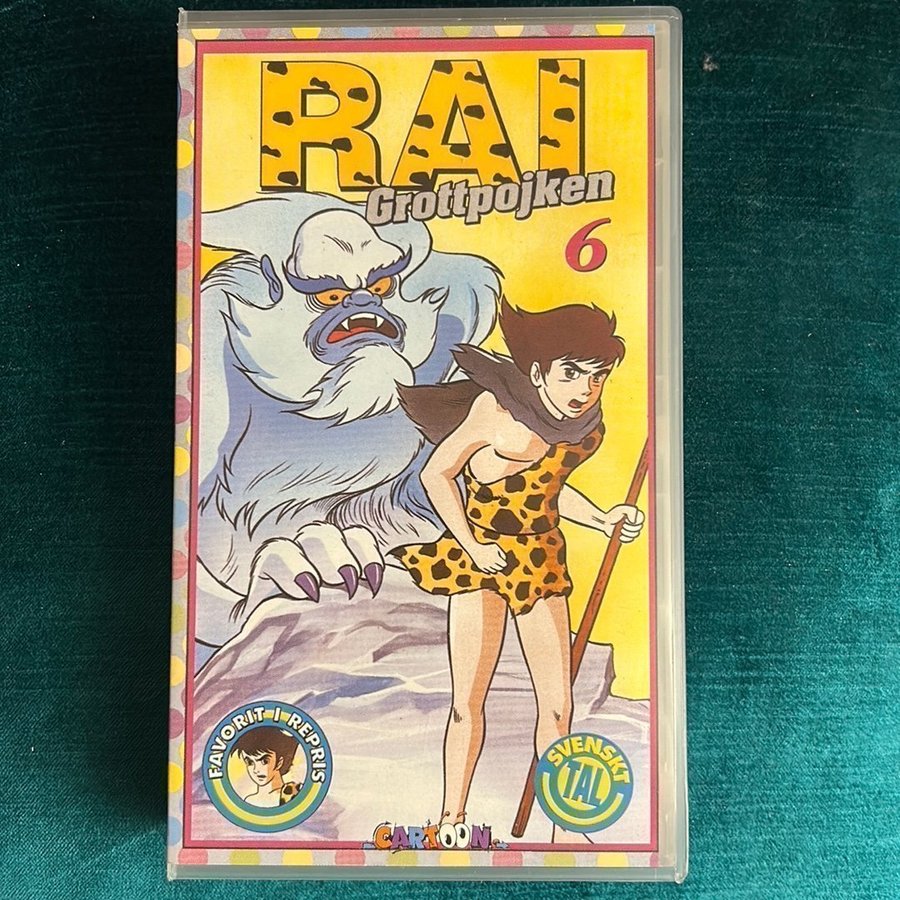 RAI
Grottpojken
6
FAVORIT I REPRIS
SVENSKT
TAL
CARTOON